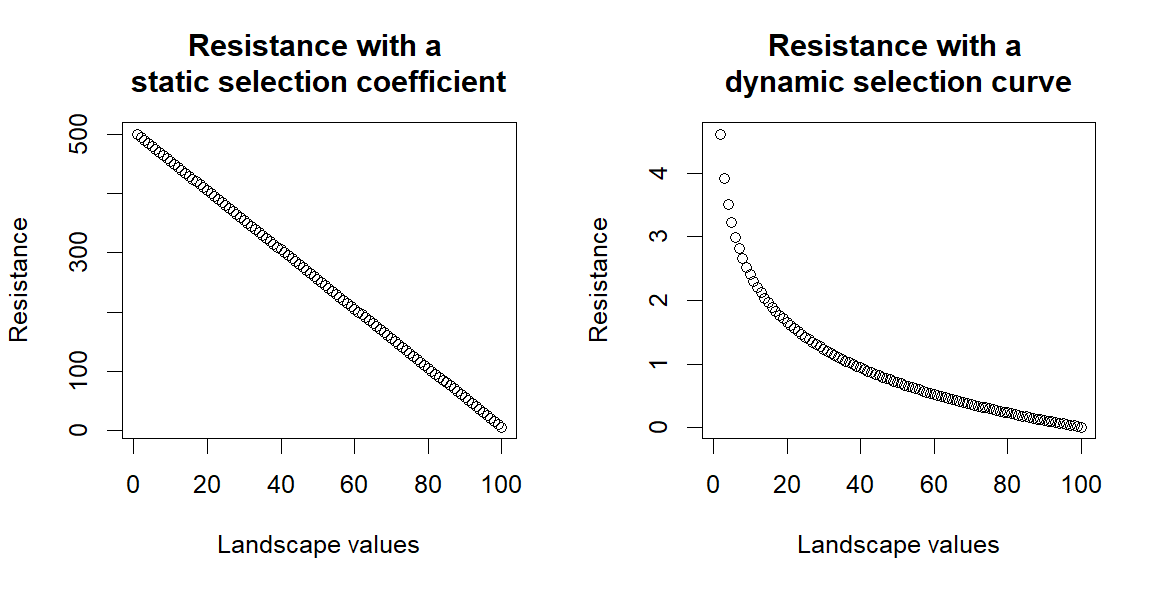 Resistance with a
static selection coefficient
Resistance
500
300
100
0
0 20 40 60 80 100
Landscape values
Resistance with a
dynamic selection curve
Resistance
4
3
2
1
0
0 20 40 60 80 100
Landscape values